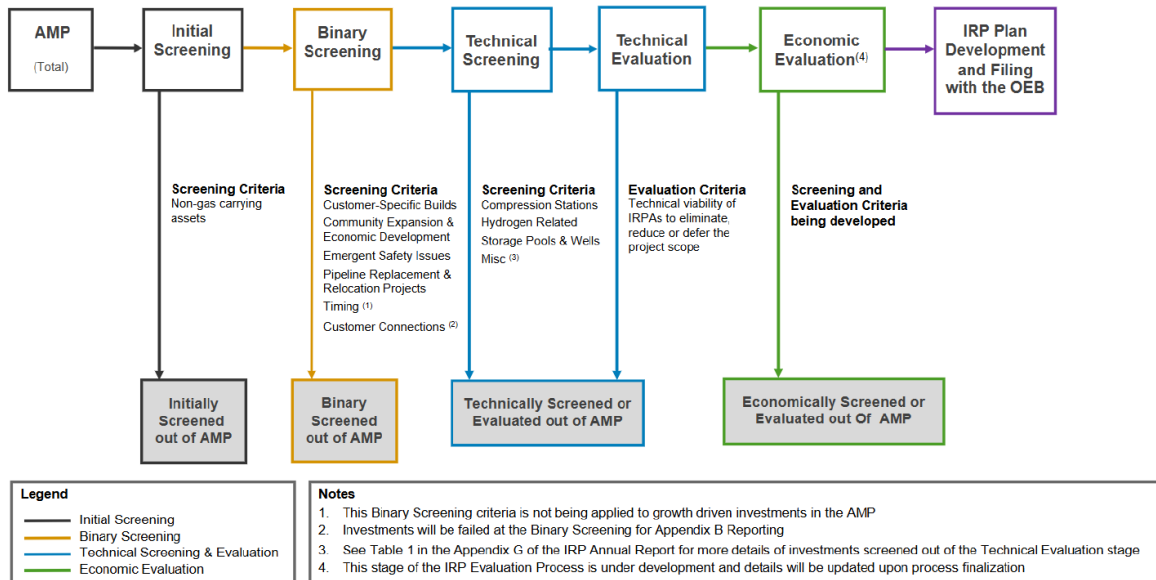 AMP
(Total)
Initial
Screening
Binary
Screening
Technical
Screening
Technical
Evaluation
Economic
Evaluation(4)
IRP Plan
Development
and Filing
with the OEB
Screening Criteria
Non-gas carrying
assets
Screening Criteria
Customer-Specific Builds
Community Expansion &
Economic Development
Emergent Safety Issues
Pipeline Replacement &
Relocation Projects
Timing (1)
Customer Connections (2)
Screening Criteria
Compression Stations
Hydrogen Related
Storage Pools & Wells
Misc (3)
Evaluation Criteria
Technical viability of
IRPAs to eliminate,
reduce or defer the
project scope
Screening and
Evaluation Criteria
being developed
Initially
Screened
out of AMP
Binary
Screened
out of AMP
Technically Screened or
Evaluated out of AMP
Economically Screened or
Evaluated out Of AMP
Legend
Initial Screening
Binary Screening
Technical Screening & Evaluation
Economic Evaluation
Notes
1. This Binary Screening criteria is not being applied to growth driven investments in the AMP
2. Investments will be failed at the Binary Screening for Appendix B Reporting
3. See Table 1 in the Appendix G of the IRP Annual Report for more details of investments screened out of the Technical Evaluation stage
4. This stage of the IRP Evaluation Process is under development and details will be updated upon process finalization